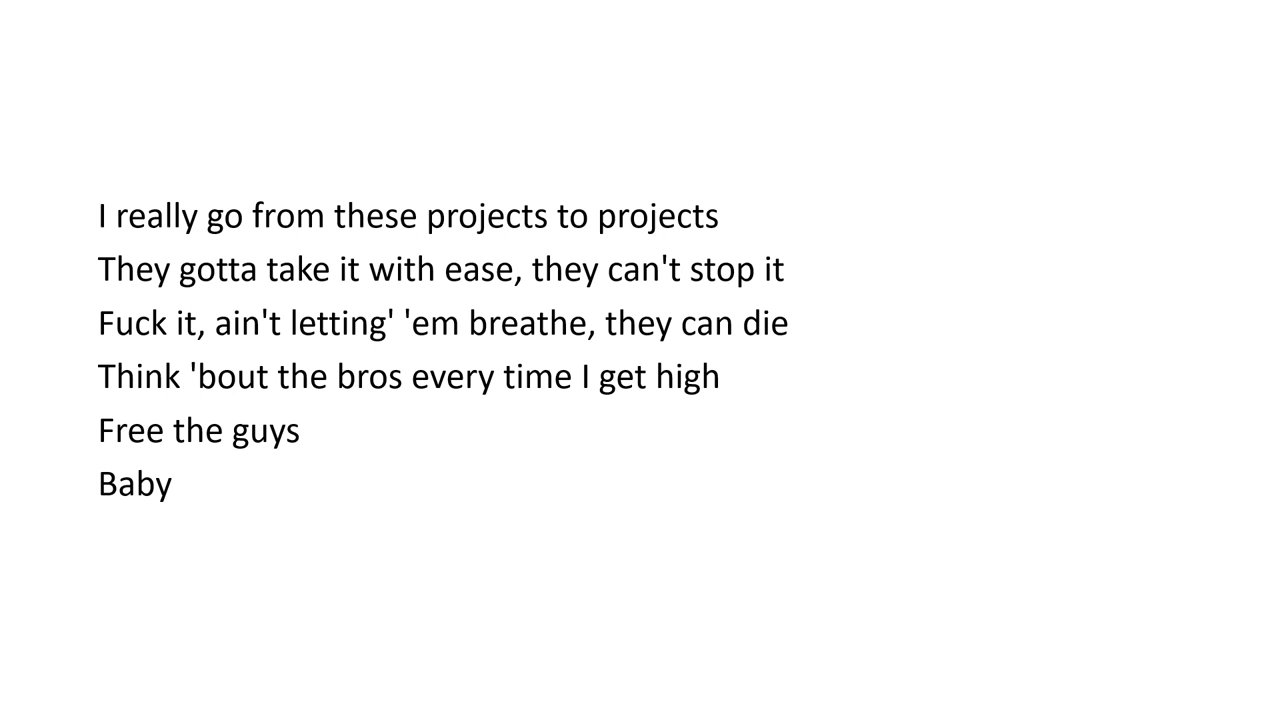 I really go from these projects to projects
They gotta take it with ease, they can't stop it
Fuck it, ain't letting' 'em breathe, they can die
Think 'bout the bros every time I get high
Free the guys
Baby